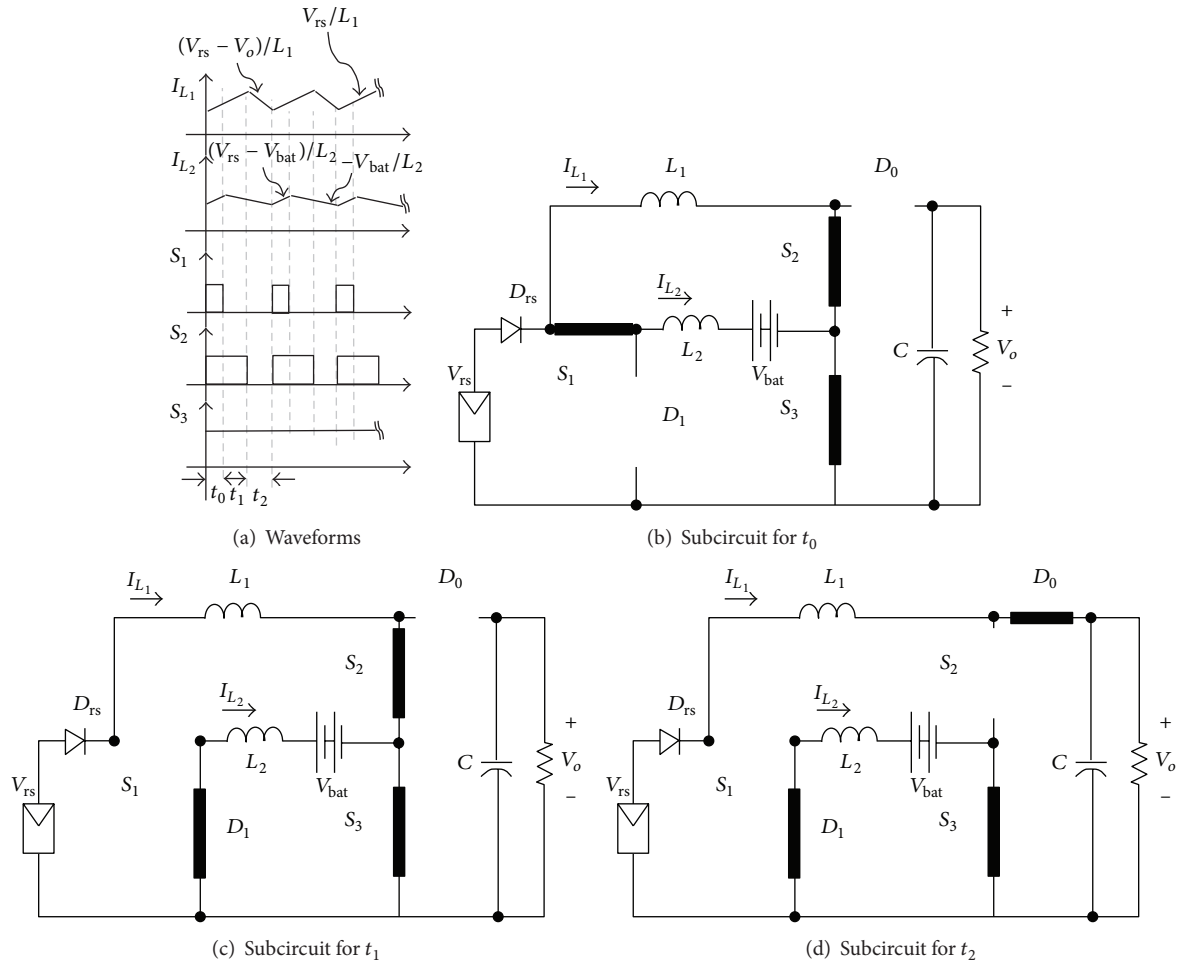 V_rs/L_1
(V_rs − V_o)/L_1
I_L1
(V_rs − V_bat)/L_2
−V_bat/L_2
I_L2
S_1
S_2
S_3
t_0 t_1 t_2
(a) Waveforms
I_L1
L_1
D_0
S_2
D_rs
I_L2
L_2
V_bat
S_1
V_rs
D_1
S_3
C
+
V_o
−
(b) Subcircuit for t_0
I_L1
L_1
D_0
S_2
D_rs
I_L2
L_2
V_bat
S_1
V_rs
D_1
S_3
C
+
V_o
−
(c) Subcircuit for t_1
I_L1
L_1
D_0
S_2
D_rs
I_L2
L_2
V_bat
S_1
V_rs
D_1
S_3
C
+
V_o
−
(d) Subcircuit for t_2